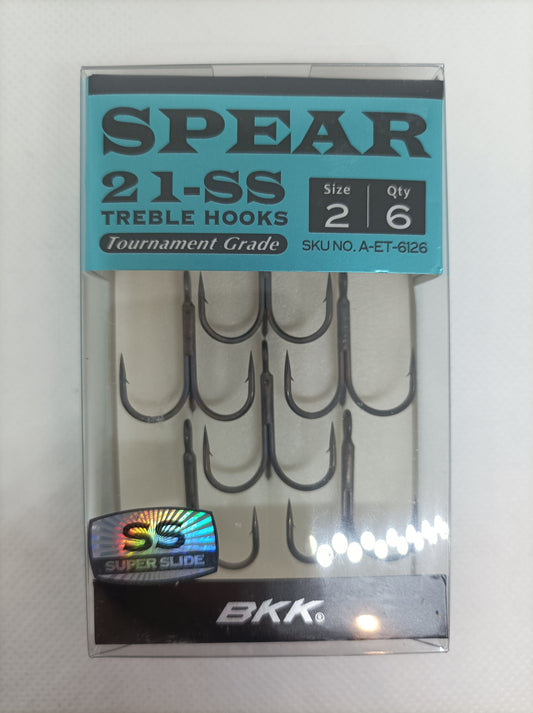 SPEAR
21-SS
TREBLE HOOKS
Tournament Grade
Size Qty
2 6
SKU NO. A-ET-6126
SS
SUPER SLIDE
BKK®